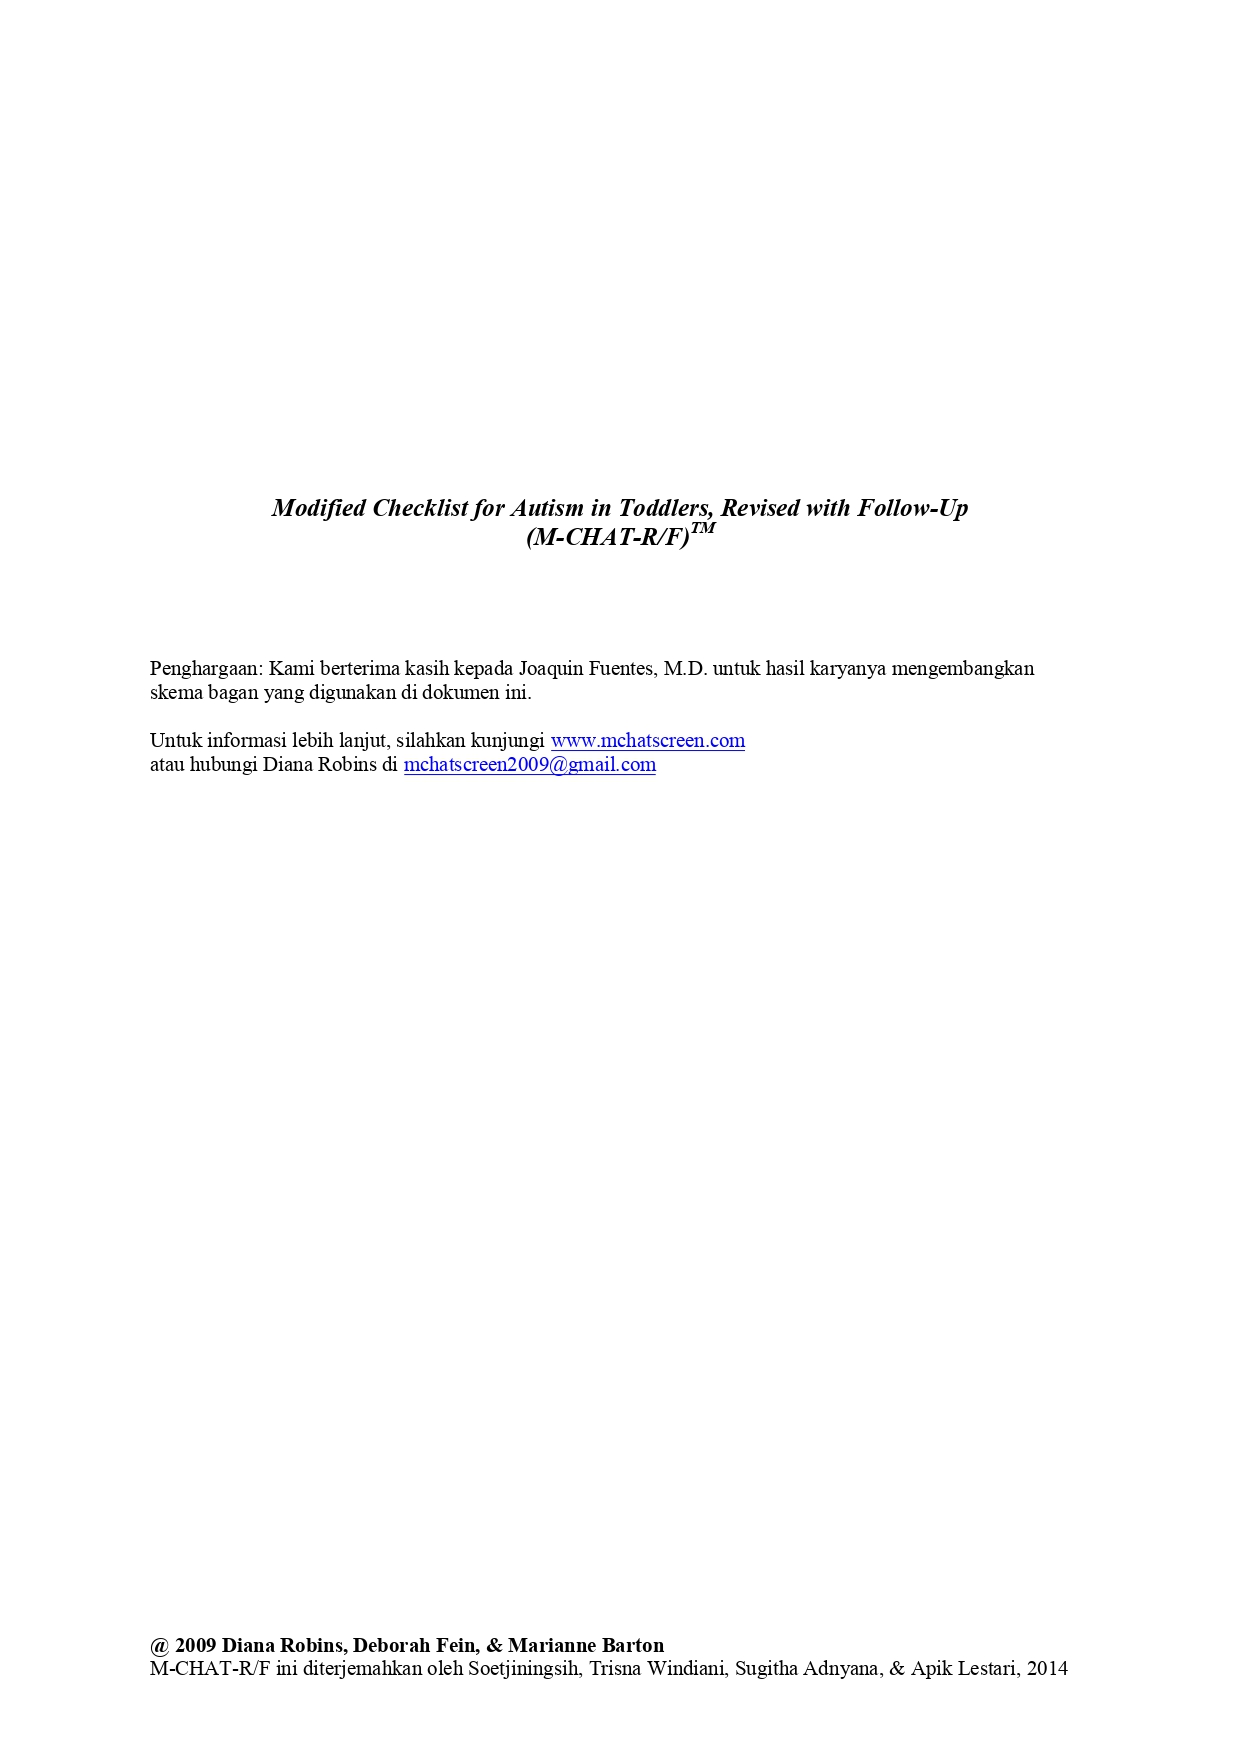 Modified Checklist for Autism in Toddlers, Revised with Follow-Up
(M-CHAT-R/F)TM
Penghargaan: Kami berterima kasih kepada Joaquin Fuentes, M.D. untuk hasil karyanya mengembangkan
skema bagan yang digunakan di dokumen ini.
Untuk informasi lebih lanjut, silahkan kunjungi www.mchatscreen.com
atau hubungi Diana Robins di mchatscreen2009@gmail.com
@ 2009 Diana Robins, Deborah Fein, & Marianne Barton
M-CHAT-R/F ini diterjemahkan oleh Soetjiningsih, Trisna Windiani, Sugitha Adnyana, & Apik Lestari, 2014